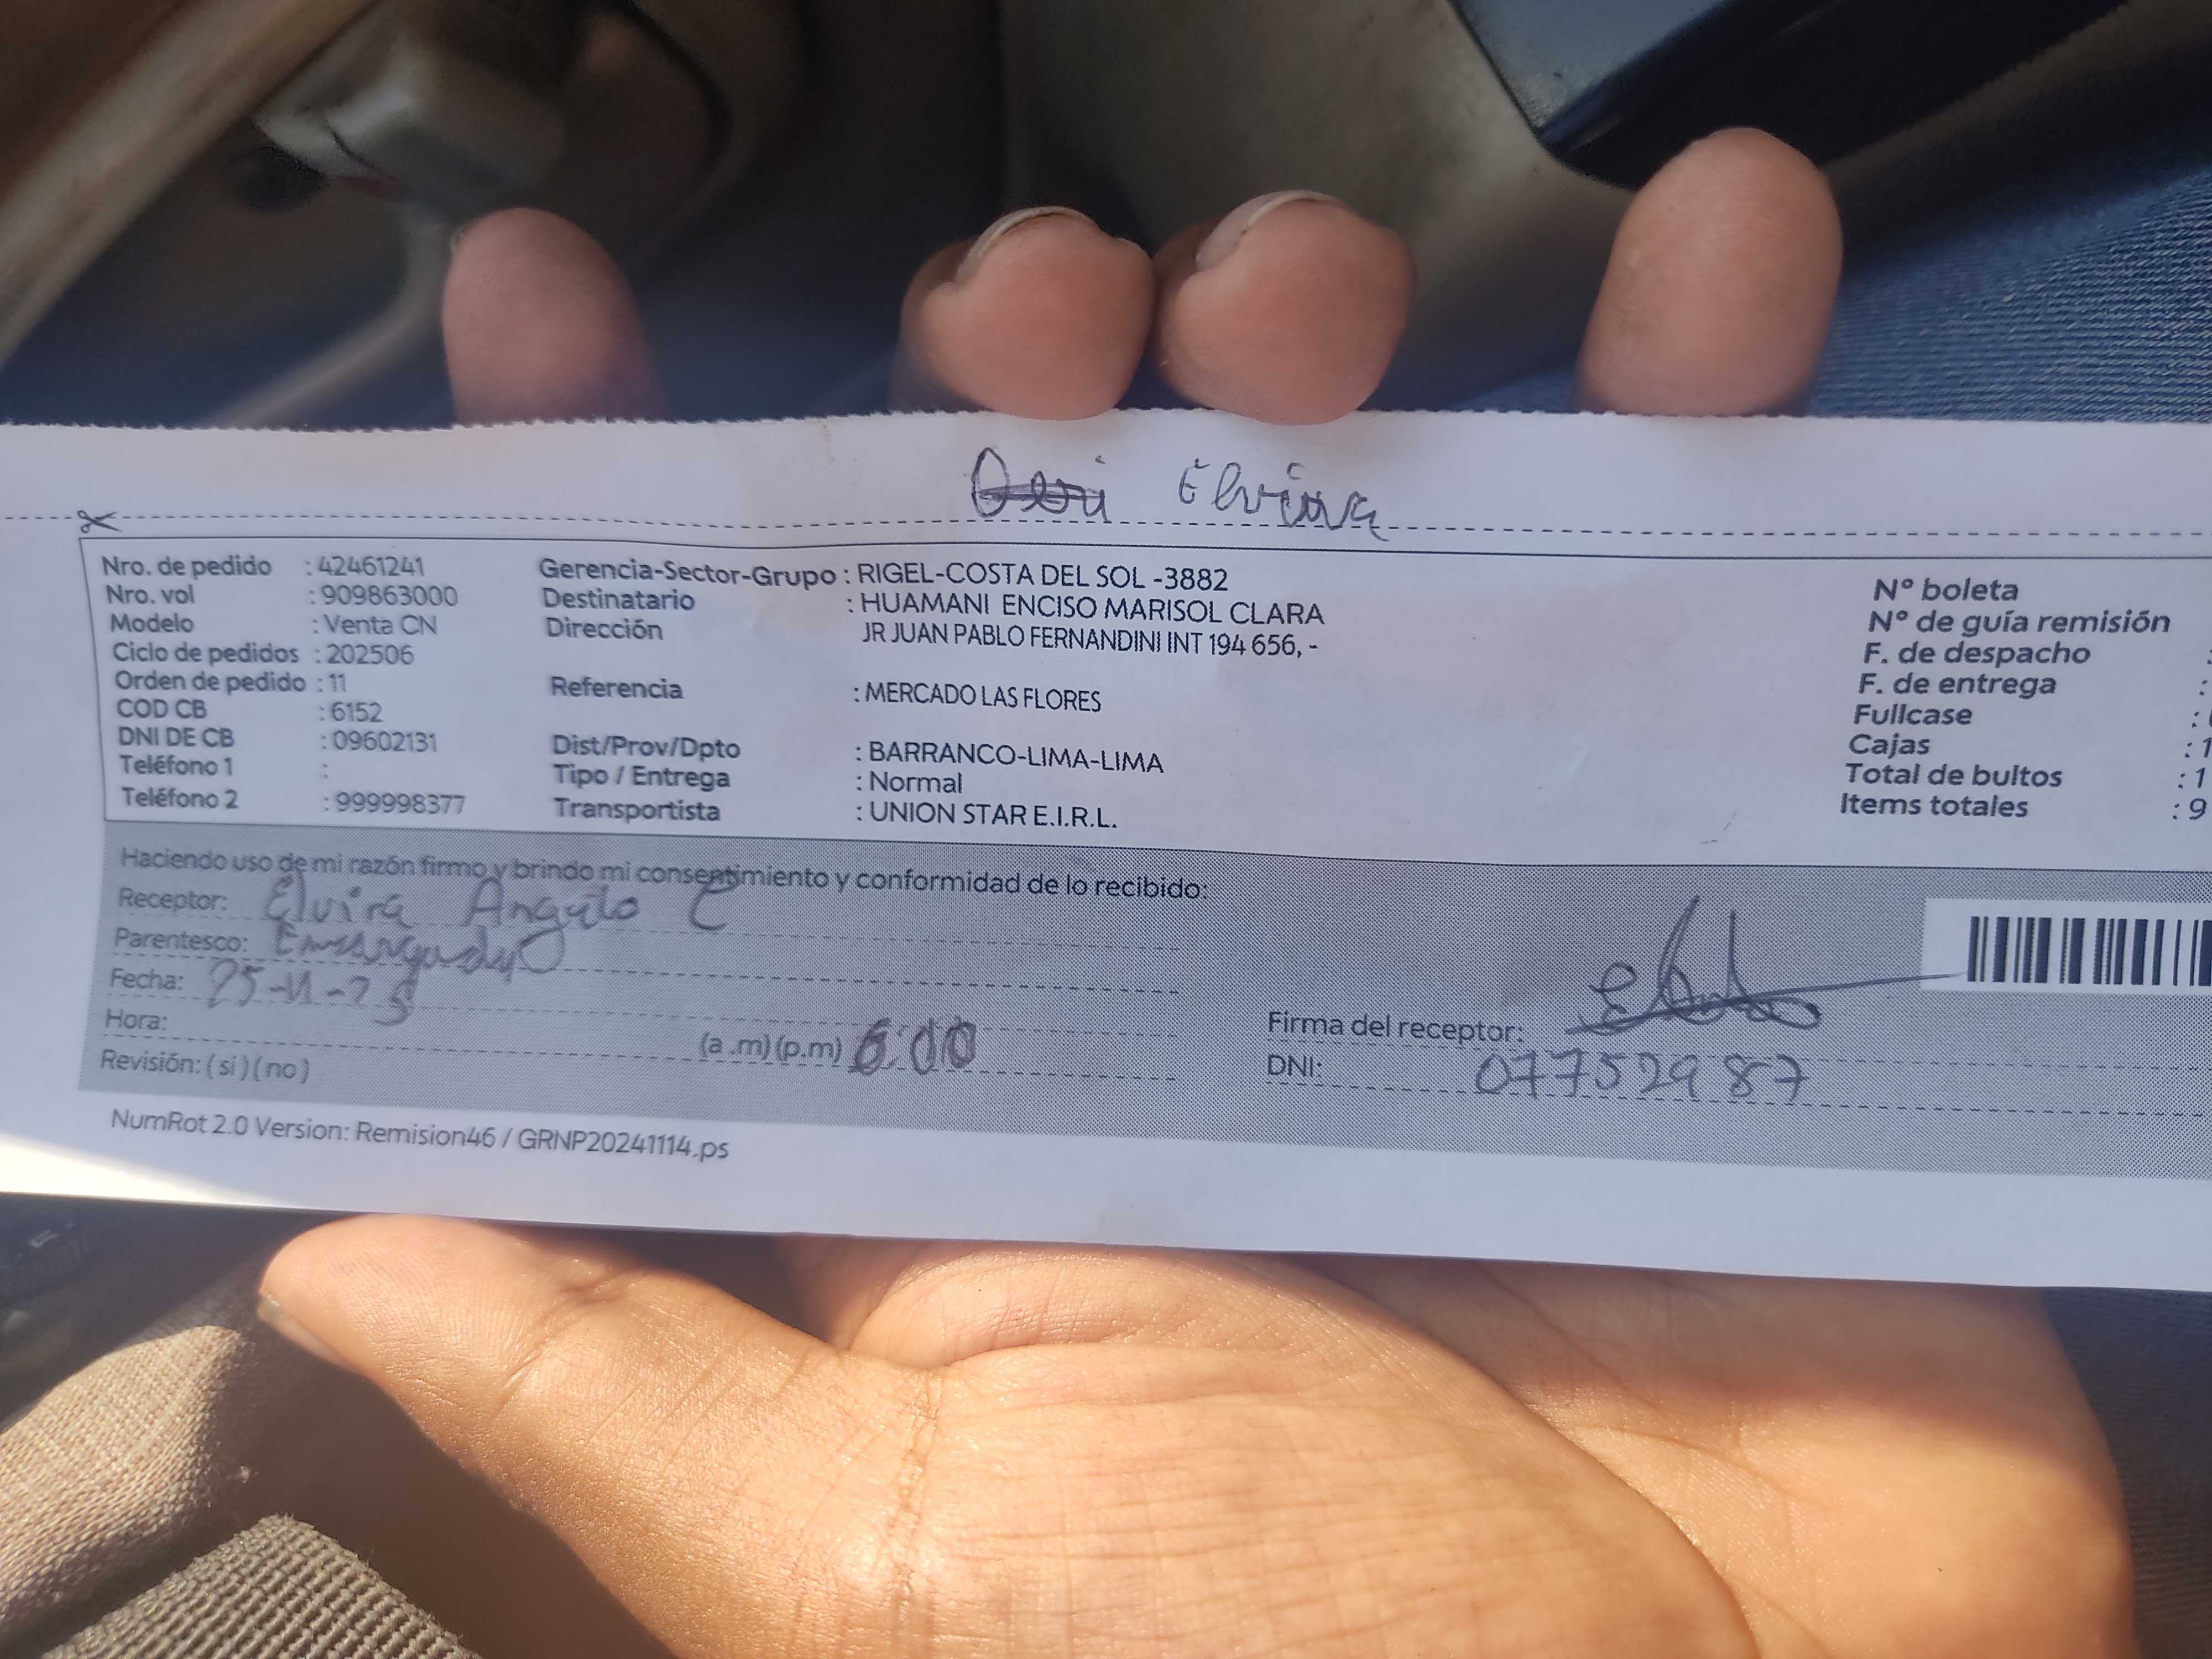 Elvira
Nro. de pedido : 42461241
Nro. vol : 909863000
Modelo : Venta CN
Ciclo de pedidos : 202506
Orden de pedido : 11
COD CB : 6152
DNI DE CB : 09602131
Teléfono 1 :
Teléfono 2 : 999998377
Gerencia-Sector-Grupo : RIGEL-COSTA DEL SOL -3882
Destinatario : HUAMANI ENCISO MARISOL CLARA
Dirección JR JUAN PABLO FERNANDINI INT 194 656, -
Referencia : MERCADO LAS FLORES
Dist/Prov/Dpto : BARRANCO-LIMA-LIMA
Tipo / Entrega : Normal
Transportista : UNION STAR E.I.R.L.
Nº boleta
Nº de guía remisión
F. de despacho :
F. de entrega :
Fullcase :
Cajas : 1
Total de bultos : 1
Items totales : 9
Haciendo uso de mi razón firmo y brindo mi consentimiento y conformidad de lo recibido:
Receptor: Elvira Angulo C
Parentesco:
Fecha: 25-11-25
Hora: (a .m) (p.m) 6:00
Revisión: ( si ) ( no )
Firma del receptor:
DNI: 07752987
NumRot 2.0 Version: Remision46 / GRNP20241114.ps